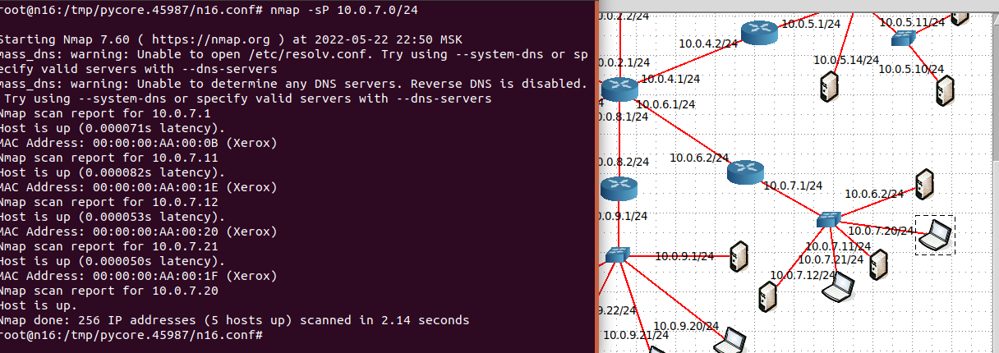 root@n16:/tmp/pycore.45987/n16.conf# nmap -sP 10.0.7.0/24
Starting Nmap 7.60 ( https://nmap.org ) at 2022-05-22 22:50 MSK
mass_dns: warning: Unable to open /etc/resolv.conf. Try using --system-dns or sp
ecify valid servers with --dns-servers
mass_dns: warning: Unable to determine any DNS servers. Reverse DNS is disabled.
Try using --system-dns or specify valid servers with --dns-servers
Nmap scan report for 10.0.7.1
Host is up (0.000071s latency).
MAC Address: 00:00:00:AA:00:0B (Xerox)
Nmap scan report for 10.0.7.11
Host is up (0.000082s latency).
MAC Address: 00:00:00:AA:00:1E (Xerox)
Nmap scan report for 10.0.7.12
Host is up (0.000053s latency).
MAC Address: 00:00:00:AA:00:20 (Xerox)
Nmap scan report for 10.0.7.21
Host is up (0.000050s latency).
MAC Address: 00:00:00:AA:00:1F (Xerox)
Nmap scan report for 10.0.7.20
Host is up.
Nmap done: 256 IP addresses (5 hosts up) scanned in 2.14 seconds
root@n16:/tmp/pycore.45987/n16.conf#
.0.2.2/24
10.0.5.1/24
10.0.5.11/24
10.0.4.2/24
.0.2.1/24
10.0.5.14/24
10.0.5.10/24
10.0.4.1/24
10.0.6.1/24
.0.8.1/24
10.0.6.2/24
.0.8.2/24
10.0.7.1/24
10.0.6.2/24
.0.9.1/24
10.0.7.20/24
10.0.7.11/24
10.0.9.1/24
10.0.7.21/24
10.0.7.12/24
.9.22/24
10.0.9.20/24
10.0.9.21/24